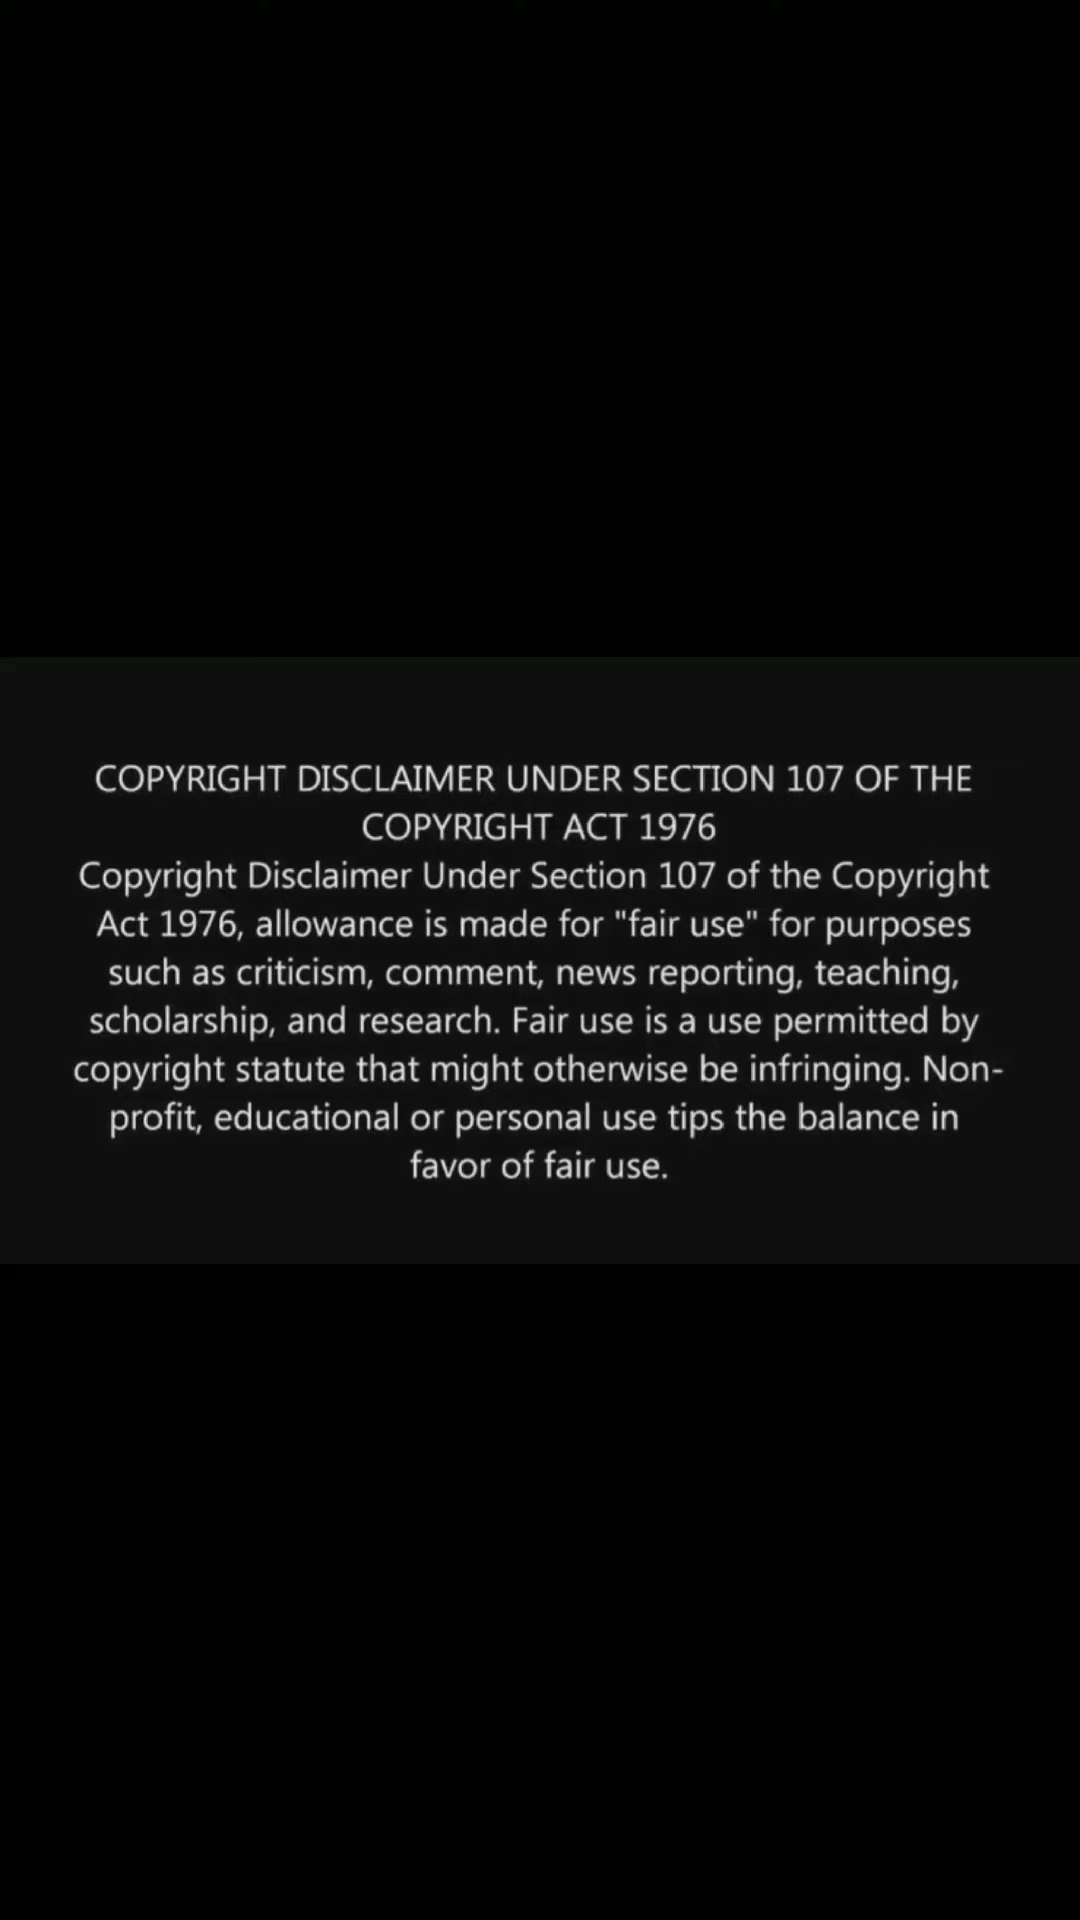 COPYRIGHT DISCLAIMER UNDER SECTION 107 OF THE
COPYRIGHT ACT 1976
Copyright Disclaimer Under Section 107 of the Copyright
Act 1976, allowance is made for "fair use" for purposes
such as criticism, comment, news reporting, teaching,
scholarship, and research. Fair use is a use permitted by
copyright statute that might otherwise be infringing. Non-
profit, educational or personal use tips the balance in
favor of fair use.